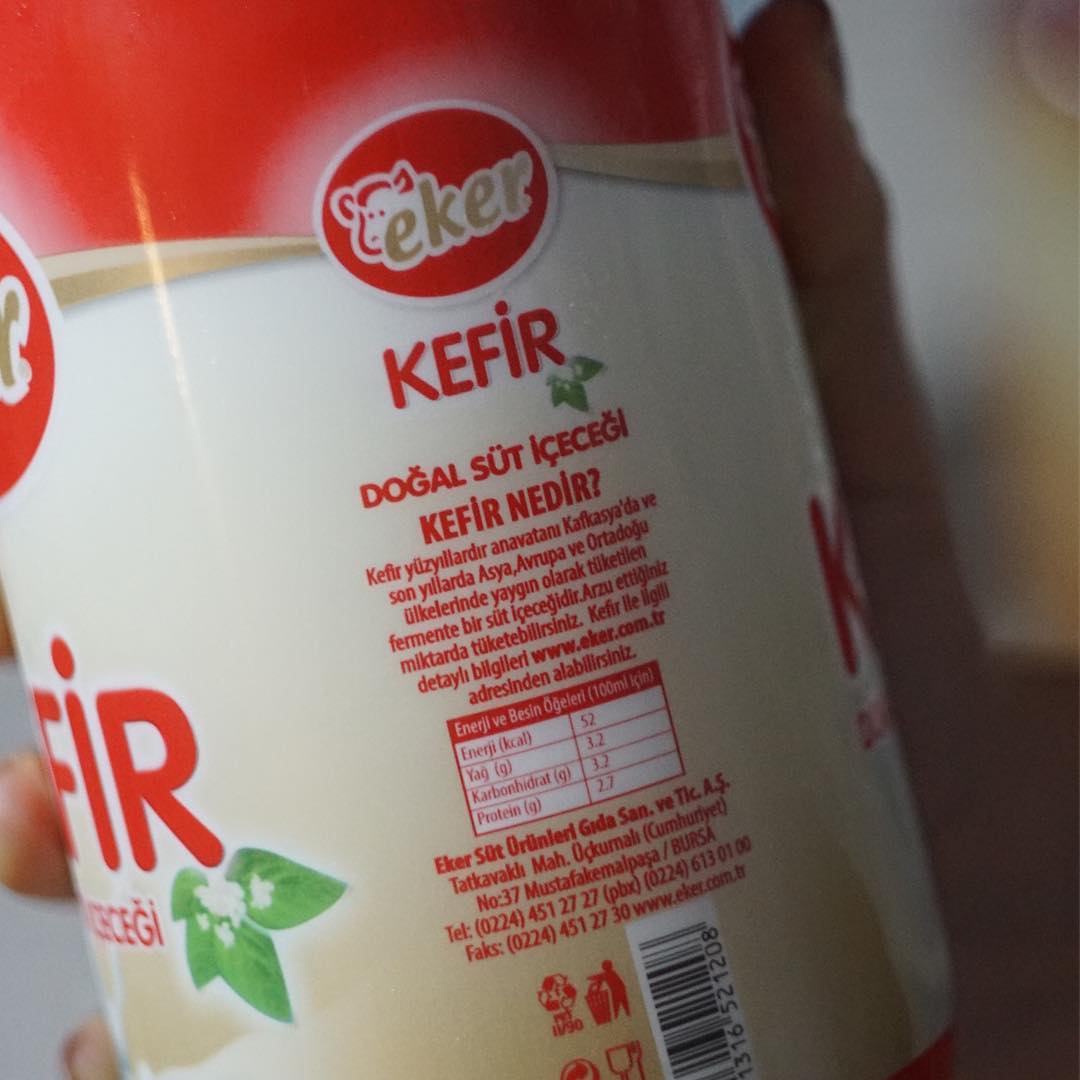 eker
KEFİR
DOĞAL SÜT İÇECEĞİ
KEFİR NEDİR?
Kefir yüzyıllardır anavatanı Kafkasya'da ve
son yıllarda Asya,Avrupa ve Ortadoğu
ülkelerinde yaygın olarak tüketilen
fermente bir süt içeceğidir.Arzu ettiğiniz
miktarda tüketebilirsiniz. Kefir ile ilgili
detaylı bilgileri www.eker.com.tr
adresinden alabilirsiniz.
Enerji ve Besin Öğeleri (100ml için)
Enerji (kcal) 52
Yağ (g) 3.2
Karbonhidrat (g) 3.2
Protein (g) 2.7
Eker Süt Ürünleri Gıda San. ve Tic. A.Ş.
Tatkavaklı Mah. Üçkurnalı (Cumhuriyet)
No:37 Mustafakemalpaşa / BURSA
Tel: (0224) 451 27 27 (pbx) (0224) 613 01 00
Faks: (0224) 451 27 30 www.eker.com.tr
1316 521208
r
FİR
ÇECEĞİ
K